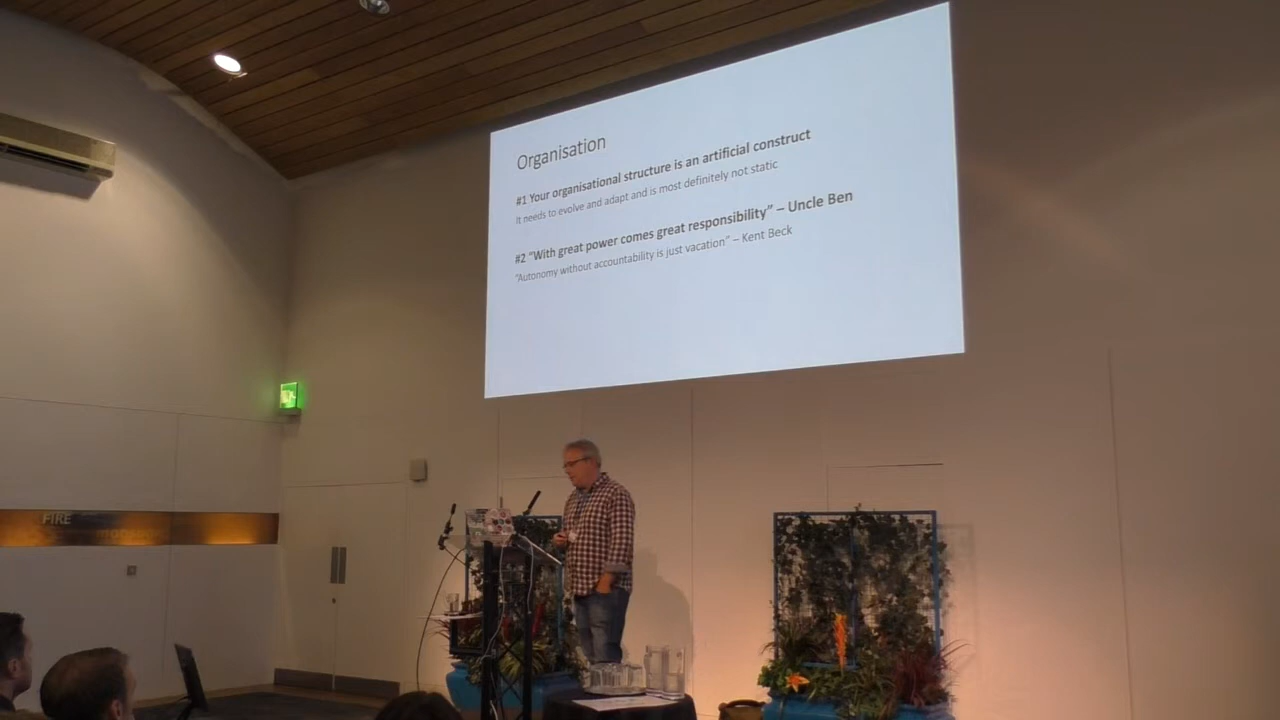 Organisation
#1 Your organisational structure is an artificial construct
It needs to evolve and adapt and is most definitely not static
#2 "With great power comes great responsibility" – Uncle Ben
"Autonomy without accountability is just vacation" – Kent Beck
FIRE